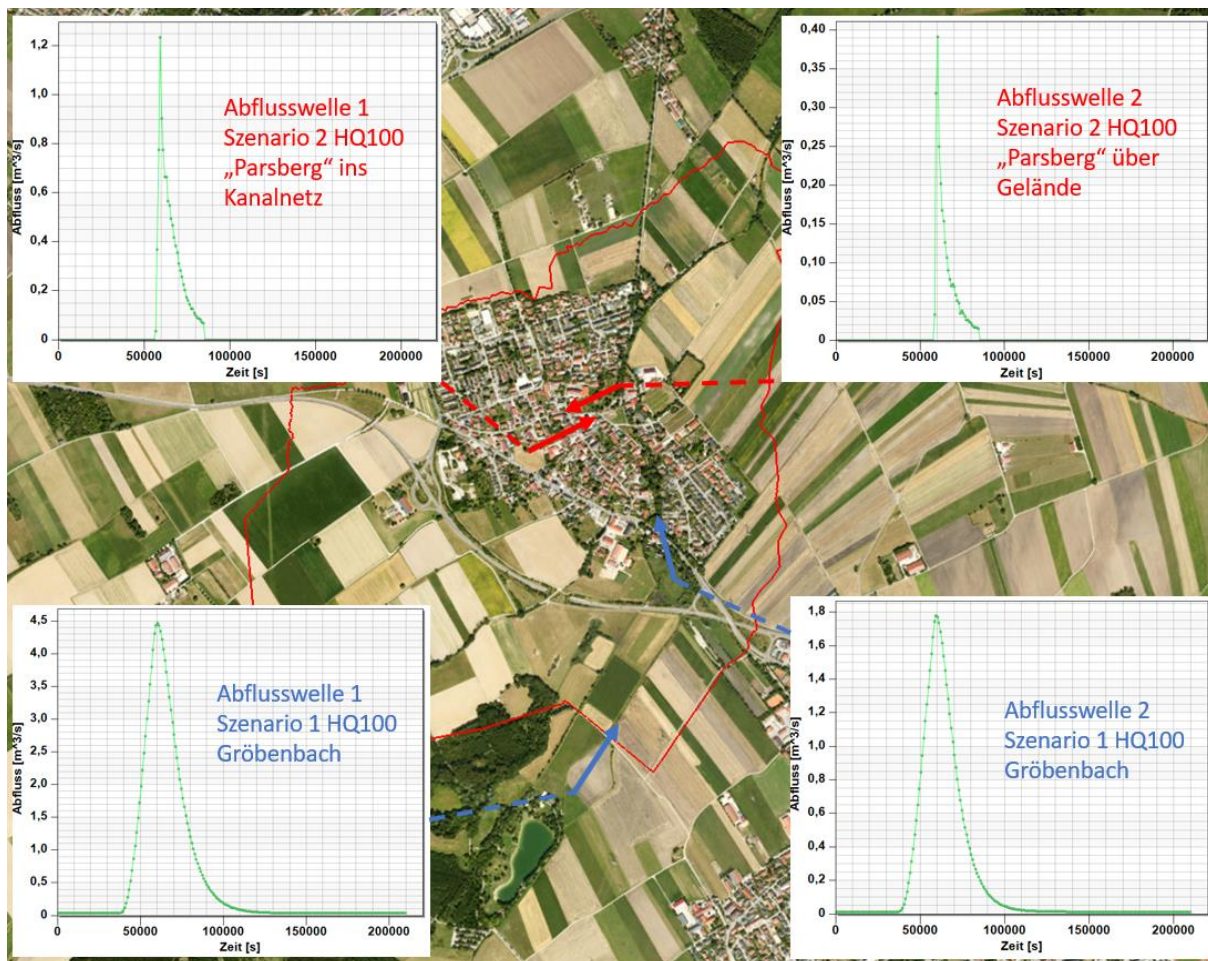 1,2
1,0
0,8
0,6
0,4
0,2
0
Abfluss [m^3/s]
0 50000 100000 150000 200000
Zeit [s]
Abflusswelle 1
Szenario 2 HQ100
„Parsberg“ ins
Kanalnetz
0,40
0,35
0,30
0,25
0,20
0,15
0,10
0,05
0
Abfluss [m^3/s]
0 50000 100000 150000 200000
Zeit [s]
Abflusswelle 2
Szenario 2 HQ100
„Parsberg“ über
Gelände
4,5
4,0
3,5
3,0
2,5
2,0
1,5
1,0
0,5
0
Abfluss [m^3/s]
0 50000 100000 150000 200000
Zeit [s]
Abflusswelle 1
Szenario 1 HQ100
Gröbenbach
1,8
1,6
1,4
1,2
1,0
0,8
0,6
0,4
0,2
0
Abfluss [m^3/s]
0 50000 100000 150000 200000
Zeit [s]
Abflusswelle 2
Szenario 1 HQ100
Gröbenbach